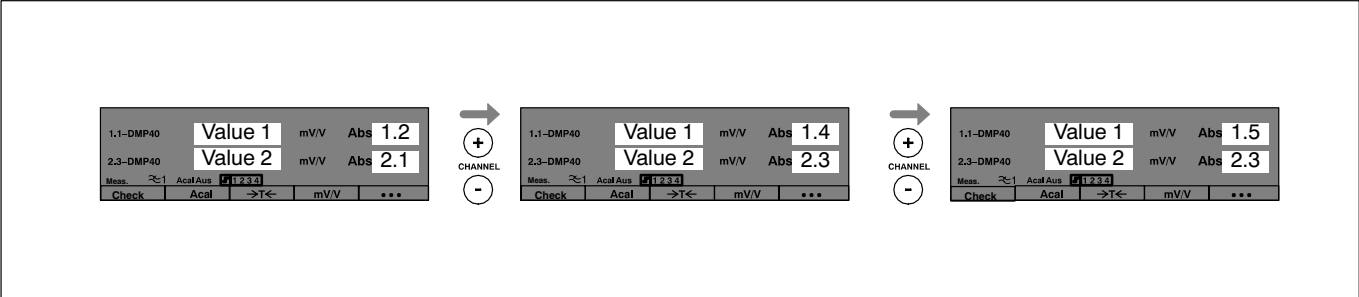 1.1–DMP40 Value 1 mV/V Abs 1.2
2.3–DMP40 Value 2 mV/V Abs 2.1
Meas. 1 Acal Aus 1 2 3 4
Check Acal →T← mV/V •••
+
CHANNEL
-
1.1–DMP40 Value 1 mV/V Abs 1.4
2.3–DMP40 Value 2 mV/V Abs 2.3
Meas. 1 Acal Aus 1 2 3 4
Check Acal →T← mV/V •••
+
CHANNEL
-
1.1–DMP40 Value 1 mV/V Abs 1.5
2.3–DMP40 Value 2 mV/V Abs 2.3
Meas. 1 Acal Aus 1 2 3 4
Check Acal →T← mV/V •••